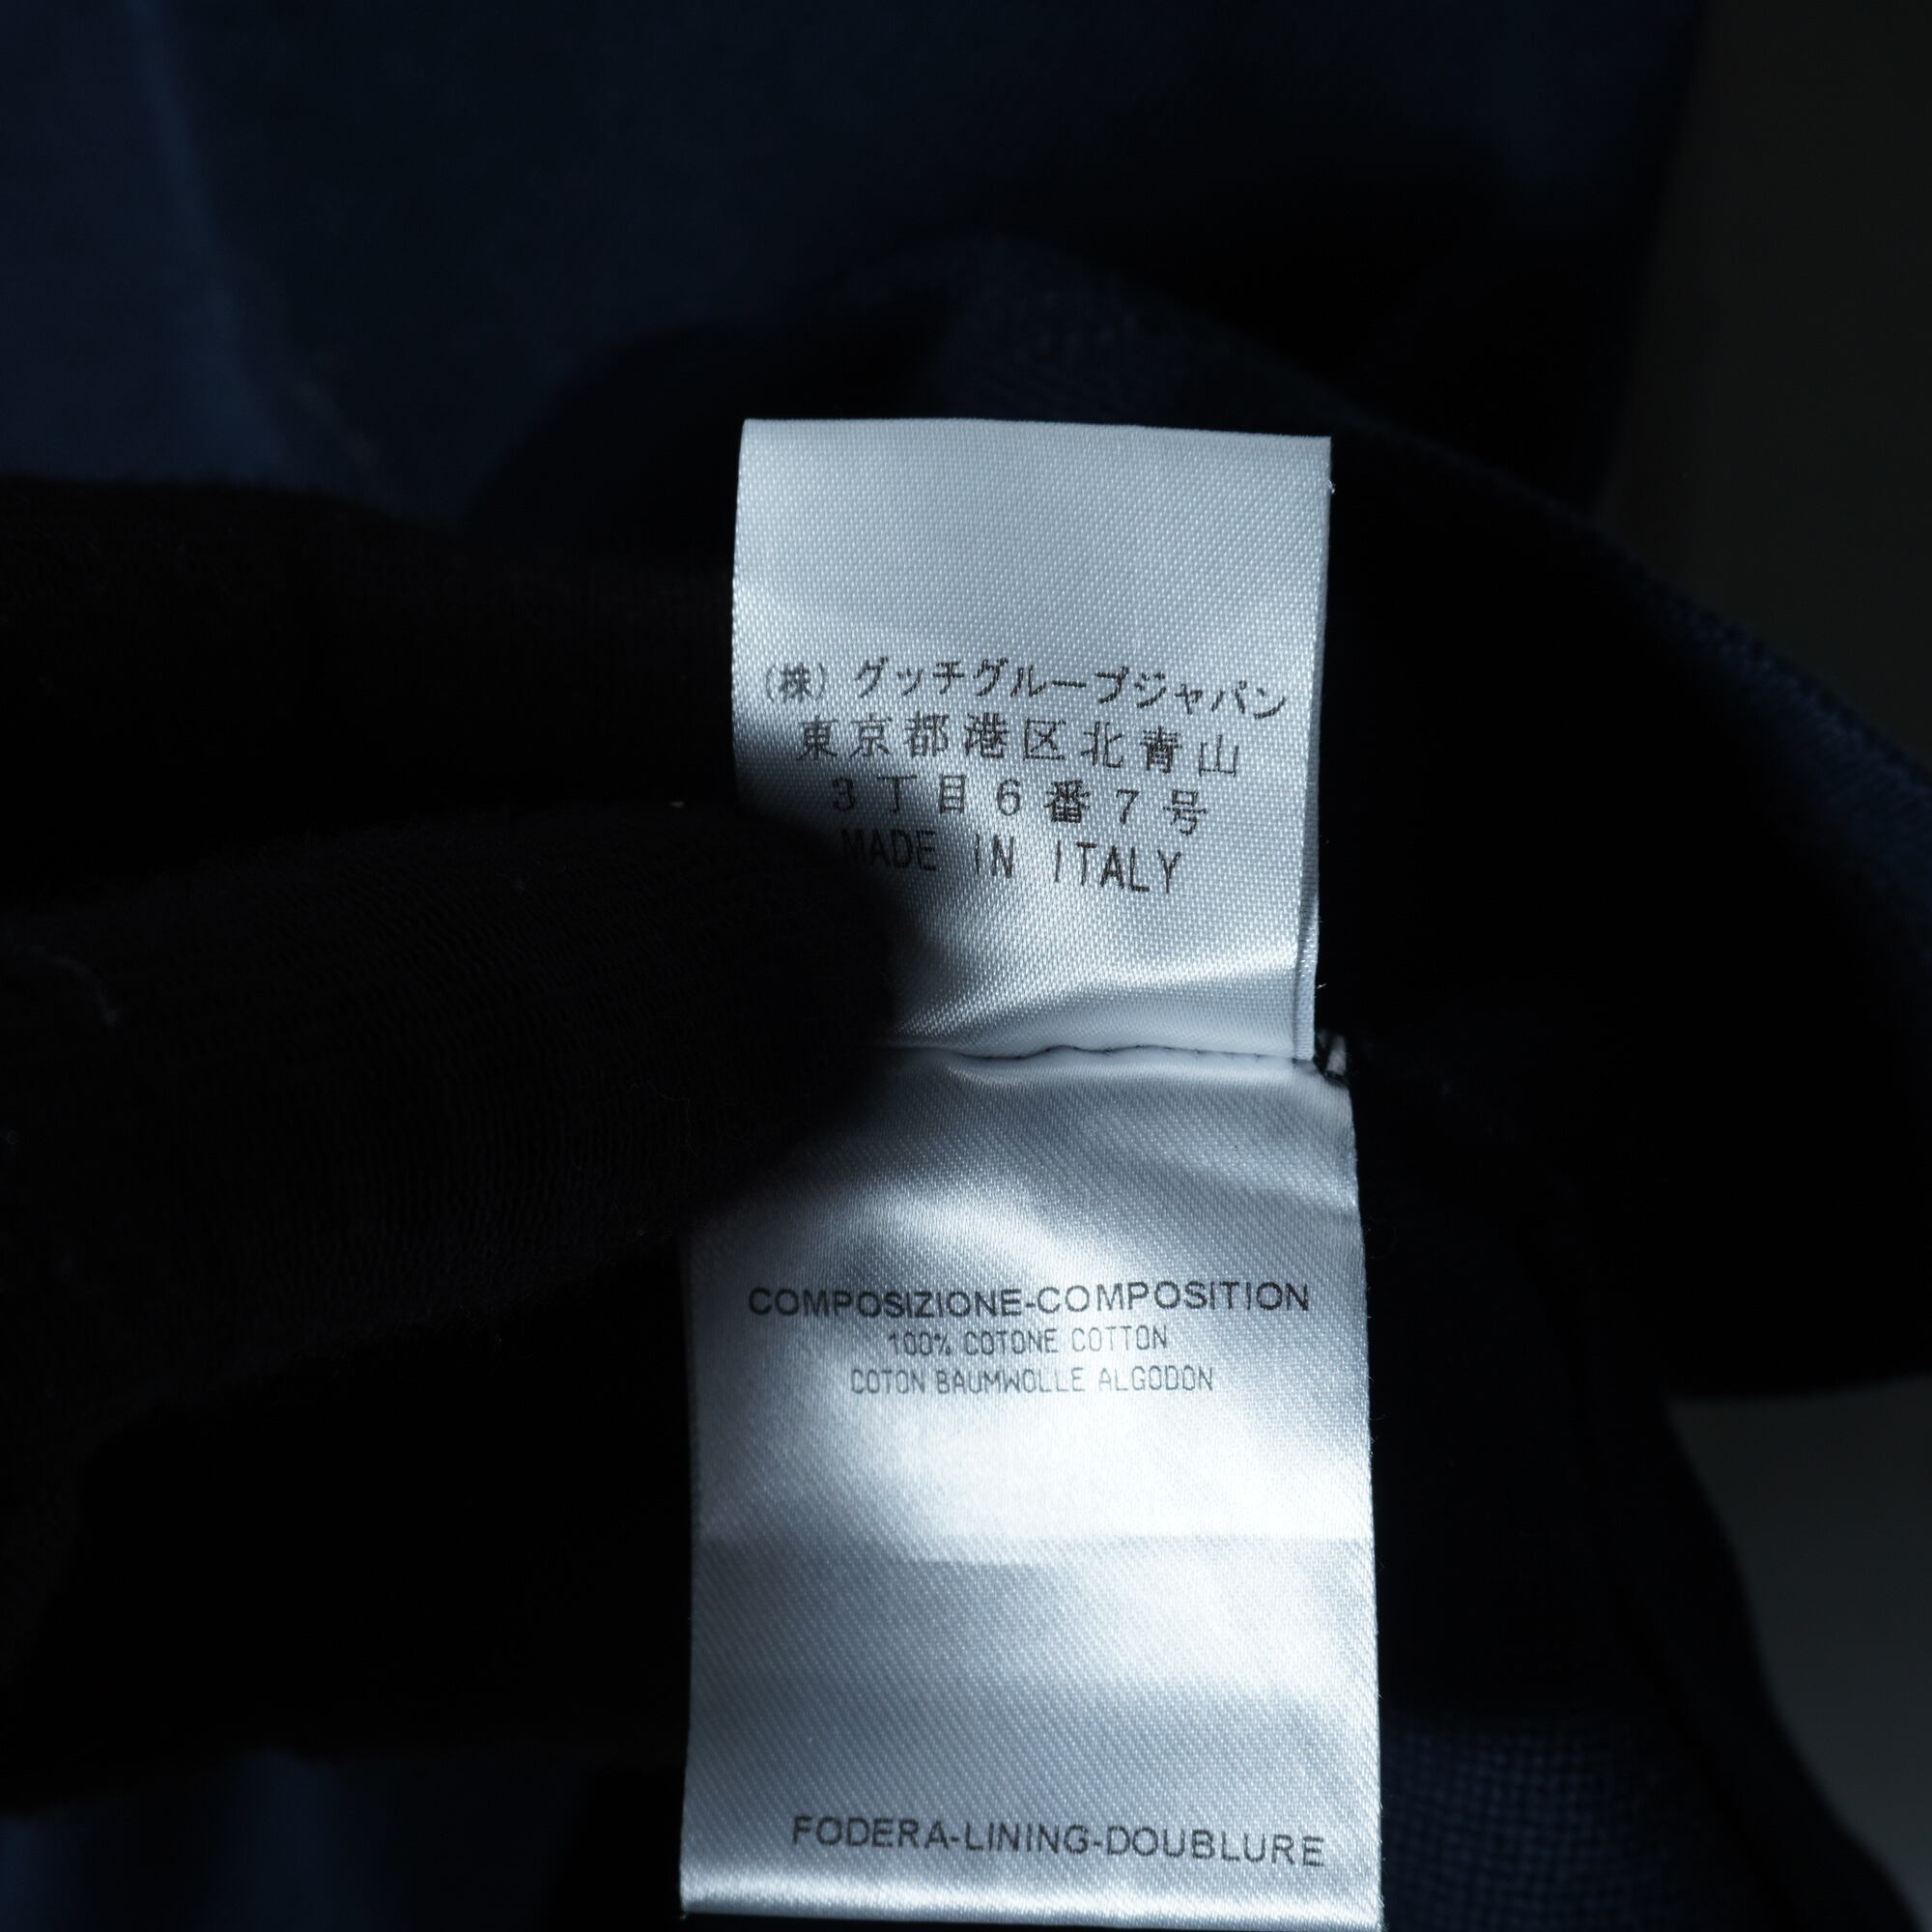 (株) グッチグループジャパン
東京都港区北青山
3丁目6番7号
MADE IN ITALY
COMPOSIZIONE-COMPOSITION
100% COTONE COTTON
COTON BAUMWOLLE ALGODON
FODERA-LINING-DOUBLURE